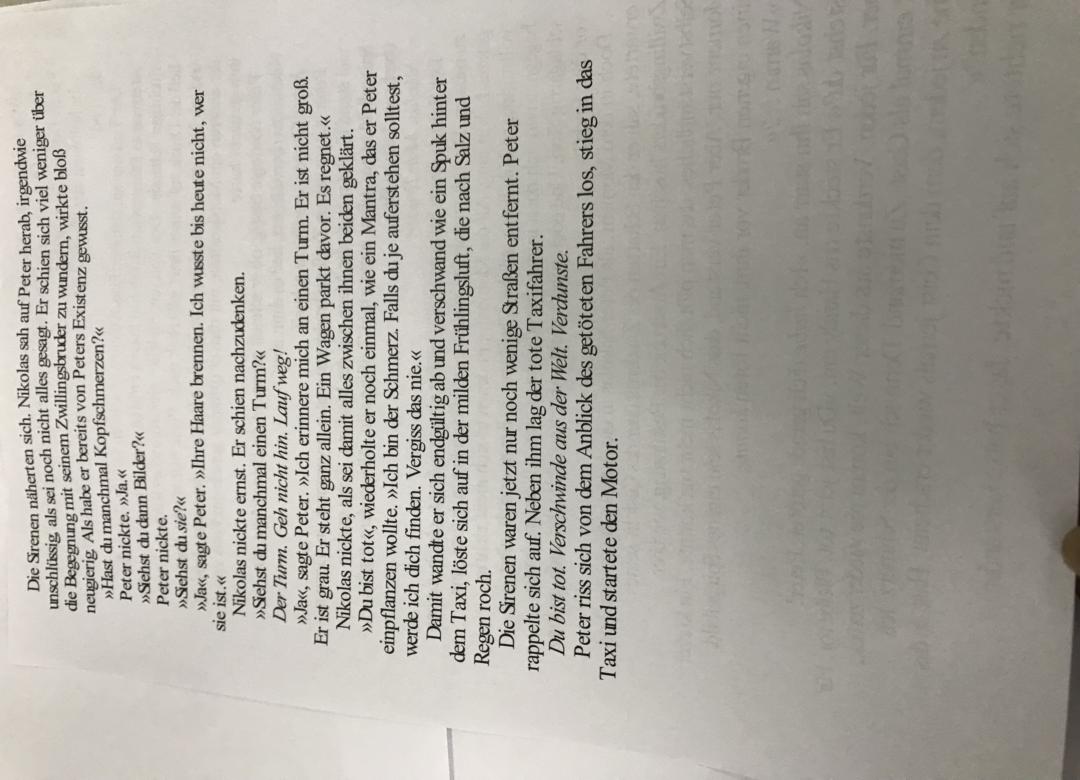 Die Sirenen näherten sich. Nikolas sah auf Peter herab, irgendwie
unschlüssig, als sei noch nicht alles gesagt. Er schien sich viel weniger über
die Begegnung mit seinem Zwillingsbruder zu wundern, wirkte bloß
neugierig. Als habe er bereits von Peters Existenz gewusst.
»Hast du manchmal Kopfschmerzen?«
Peter nickte. »Ja.«
»Siehst du dann Bilder?«
Peter nickte.
»Siehst du sie?«
»Ja«, sagte Peter. »Ihre Haare brennen. Ich wusste bis heute nicht, wer
sie ist.«
Nikolas nickte ernst. Er schien nachzudenken.
»Siehst du manchmal einen Turm?«
Der Turm. Geh nicht hin. Lauf weg!
»Ja«, sagte Peter. »Ich erinnere mich an einen Turm. Er ist nicht groß.
Er ist grau. Er steht ganz allein. Ein Wagen parkt davor. Es regnet.«
Nikolas nickte, als sei damit alles zwischen ihnen beiden geklärt.
»Du bist tot«, wiederholte er noch einmal, wie ein Mantra, das er Peter
einpflanzen wollte. »Ich bin der Schmerz. Falls du je auferstehen solltest,
werde ich dich finden. Vergiss das nie.«
Damit wandte er sich endgültig ab und verschwand wie ein Spuk hinter
dem Taxi, löste sich auf in der milden Frühlingsluft, die nach Salz und
Regen roch.
Die Sirenen waren jetzt nur noch wenige Straßen entfernt. Peter
rappelte sich auf. Neben ihm lag der tote Taxifahrer.
Du bist tot. Verschwinde aus der Welt. Verdunste.
Peter riss sich von dem Anblick des getöteten Fahrers los, stieg in das
Taxi und startete den Motor.